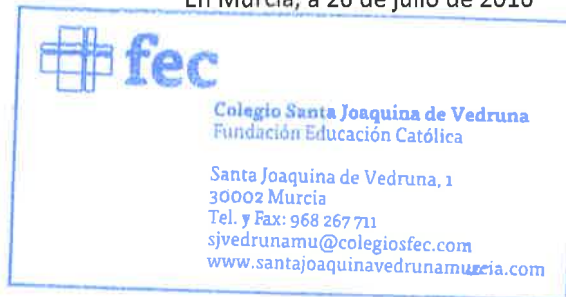 En Murcia, a 26 de julio de 2016
fec
Colegio Santa Joaquina de Vedruna
Fundación Educación Católica
Santa Joaquina de Vedruna, 1
30002 Murcia
Tel. y Fax: 968 267 711
sjvedrunamu@colegiosfec.com
www.santajoaquinavedrunamurcia.com